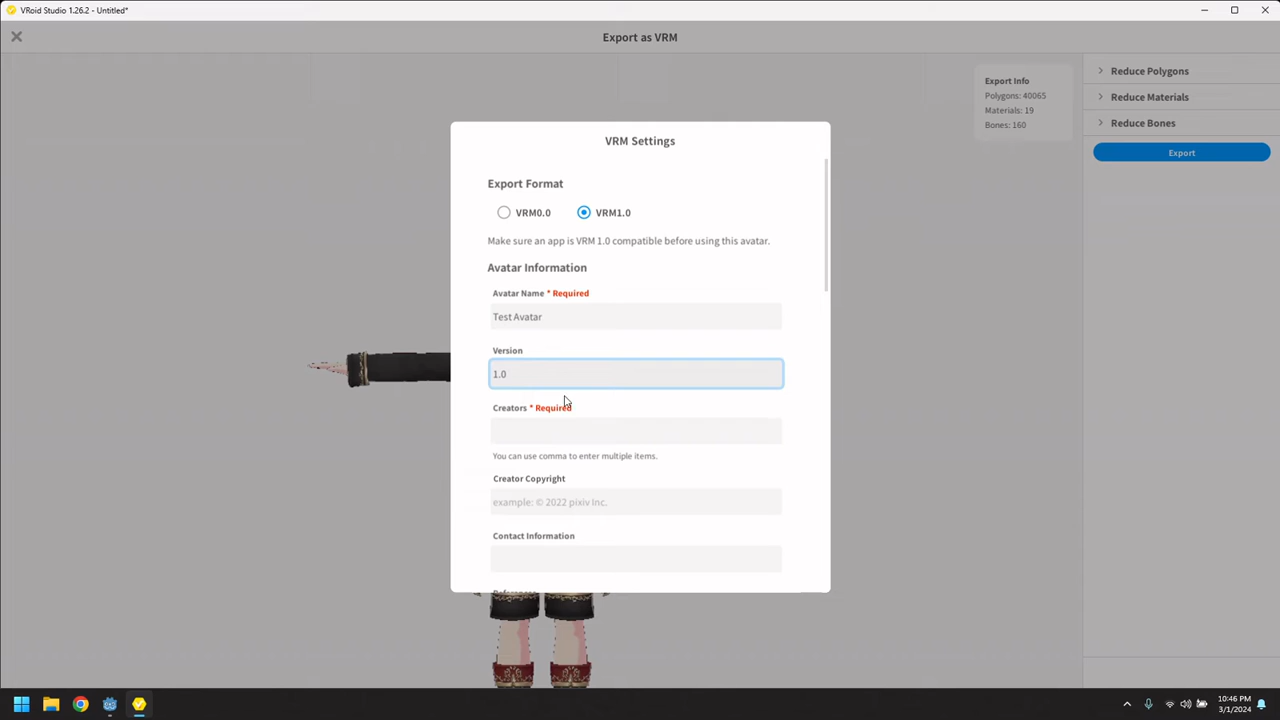 VRoid Studio 1.26.2 - Untitled*
Export as VRM
Export Info
Polygons: 40065
Materials: 19
Bones: 160
Reduce Polygons
Reduce Materials
Reduce Bones
Export
VRM Settings
Export Format
VRM0.0 VRM1.0
Make sure an app is VRM 1.0 compatible before using this avatar.
Avatar Information
Avatar Name * Required
Test Avatar
Version
1.0
Creators * Required
You can use comma to enter multiple items.
Creator Copyright
example: © 2022 pixiv Inc.
Contact Information
10:46 PM
3/1/2024